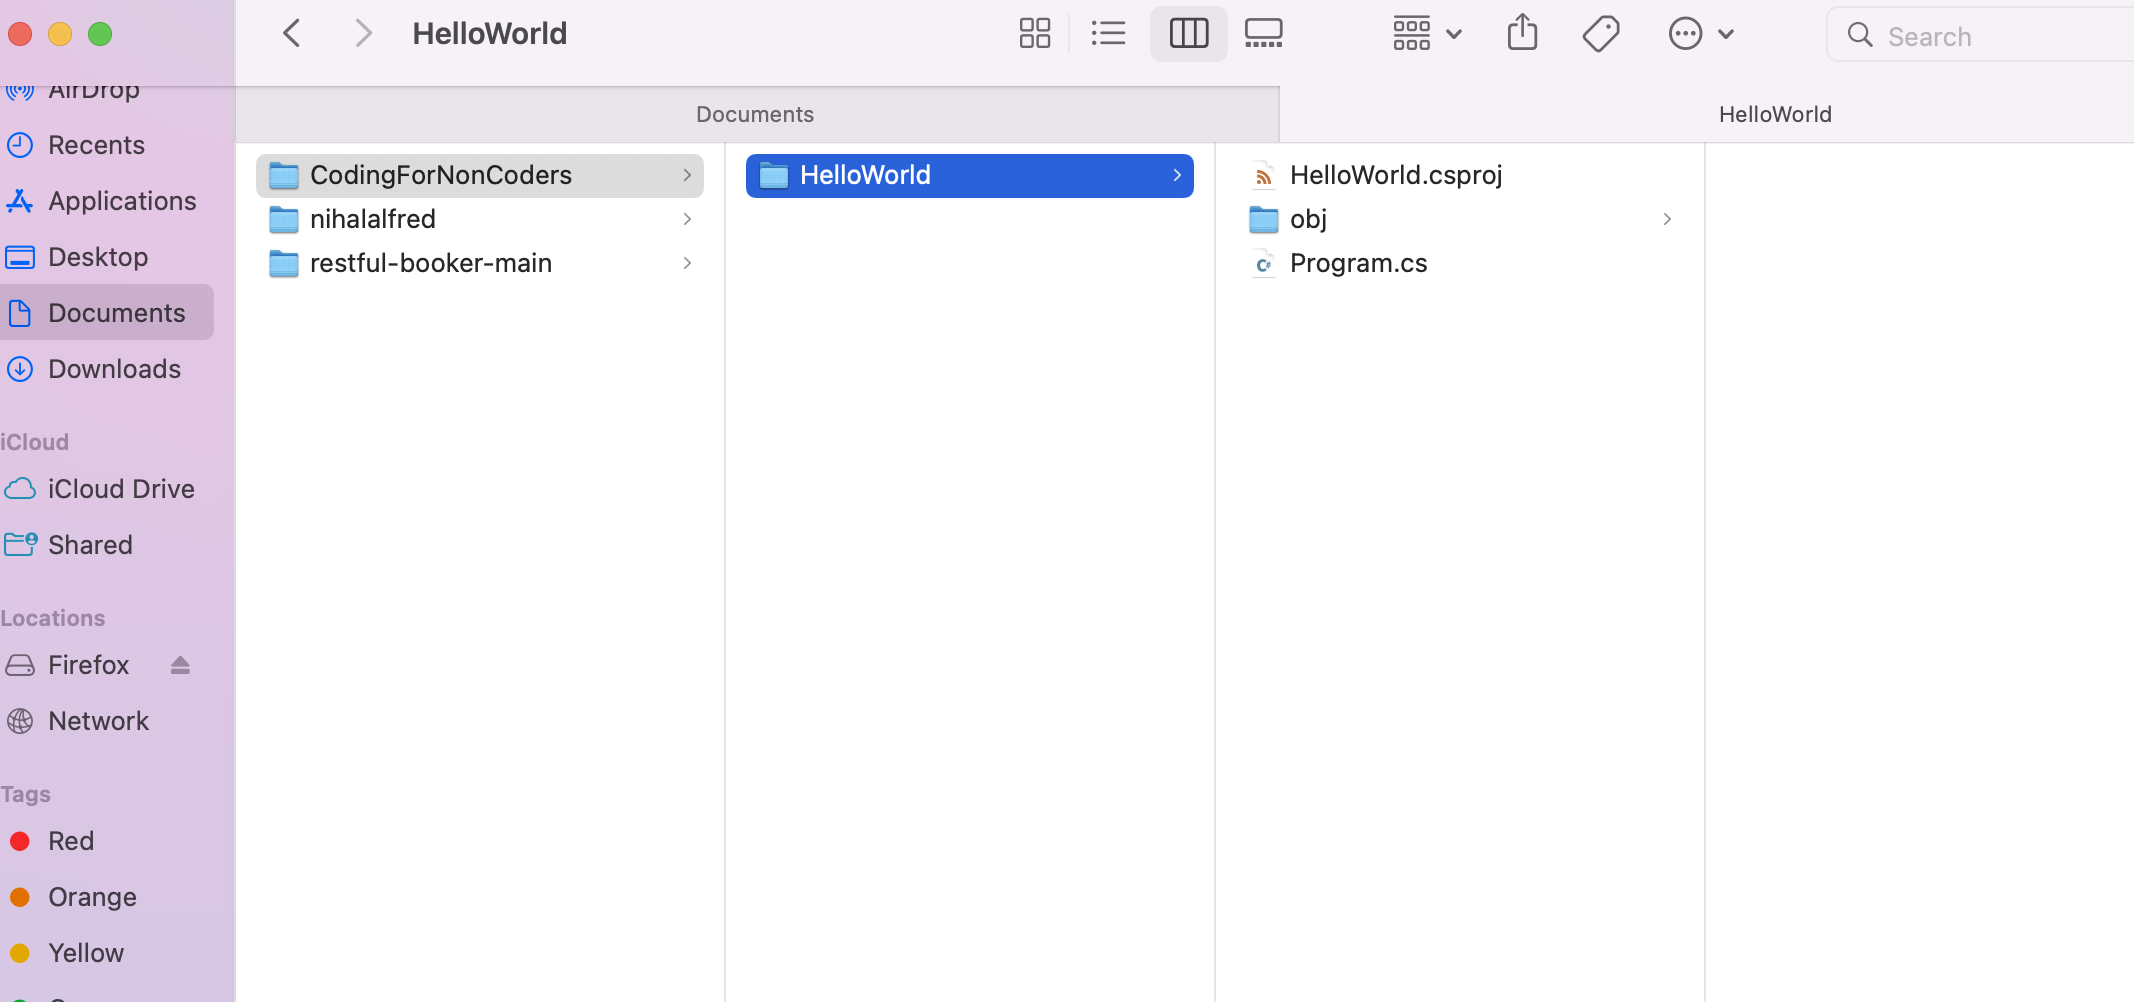 HelloWorld
Search
AirDrop
Recents
Applications
Desktop
Documents
Downloads
iCloud
iCloud Drive
Shared
Locations
Firefox
Network
Tags
Red
Orange
Yellow
Documents
HelloWorld
CodingForNonCoders
nihalalfred
restful-booker-main
HelloWorld
HelloWorld.csproj
obj
Program.cs